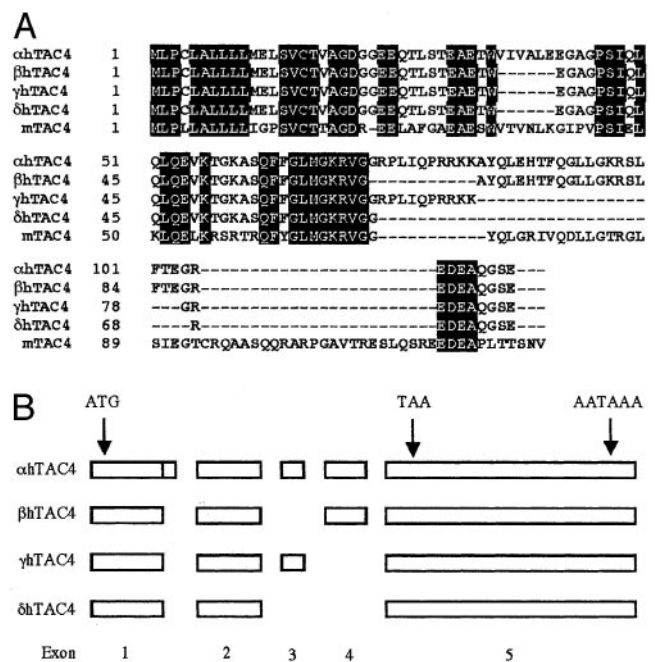 A
αhTAC4 1 MLPCLALLLLMELSVCTVAGDGGEEQTLSTEAETWVIVALEEGAGPSIQL
βhTAC4 1 MLPCLALLLLMELSVCTVAGDGGEEQTLSTEAETW------EGAGPSIQL
γhTAC4 1 MLPCLALLLLMELSVCTVAGDGGEEQTLSTEAETW------EGAGPSIQL
δhTAC4 1 MLPCLALLLLMELSVCTVAGDGGEEQTLSTEAETW------EGAGPSIQL
mTAC4 1 MLPLLALLLLIGPSVCTTAGDR-EELAFGAEAESWVTVNLKGIPVPSIEL
αhTAC4 51 QLQEVKTGKASQFFGLMGKRVGGRPLIQPRRKKAYQLEHTFQGLLGKRSL
βhTAC4 45 QLQEVKTGKASQFFGLMGKRVG-----------AYQLEHTFQGLLGKRSL
γhTAC4 45 QLQEVKTGKASQFFGLMGKRVGGRPLIQPRRKK-----------------
δhTAC4 45 QLQEVKTGKASQFFGLMGKRVGG---------------------------
mTAC4 50 KLQELKRSRTRQFYGLMGKRVGG-----------YQLGRIVQDLLGTRGL
αhTAC4 101 FTEGR------------------------EDEAQGSE---
βhTAC4 84 FTEGR------------------------EDEAQGSE---
γhTAC4 78 ---GR------------------------EDEAQGSE---
δhTAC4 68 ----R------------------------EDEAQGSE---
mTAC4 89 SIEGTCRQAASQQRARPGAVTRESLQSREEDEAPLTTSNV
B
ATG TAA AATAAA
αhTAC4
βhTAC4
γhTAC4
δhTAC4
Exon 1 2 3 4 5